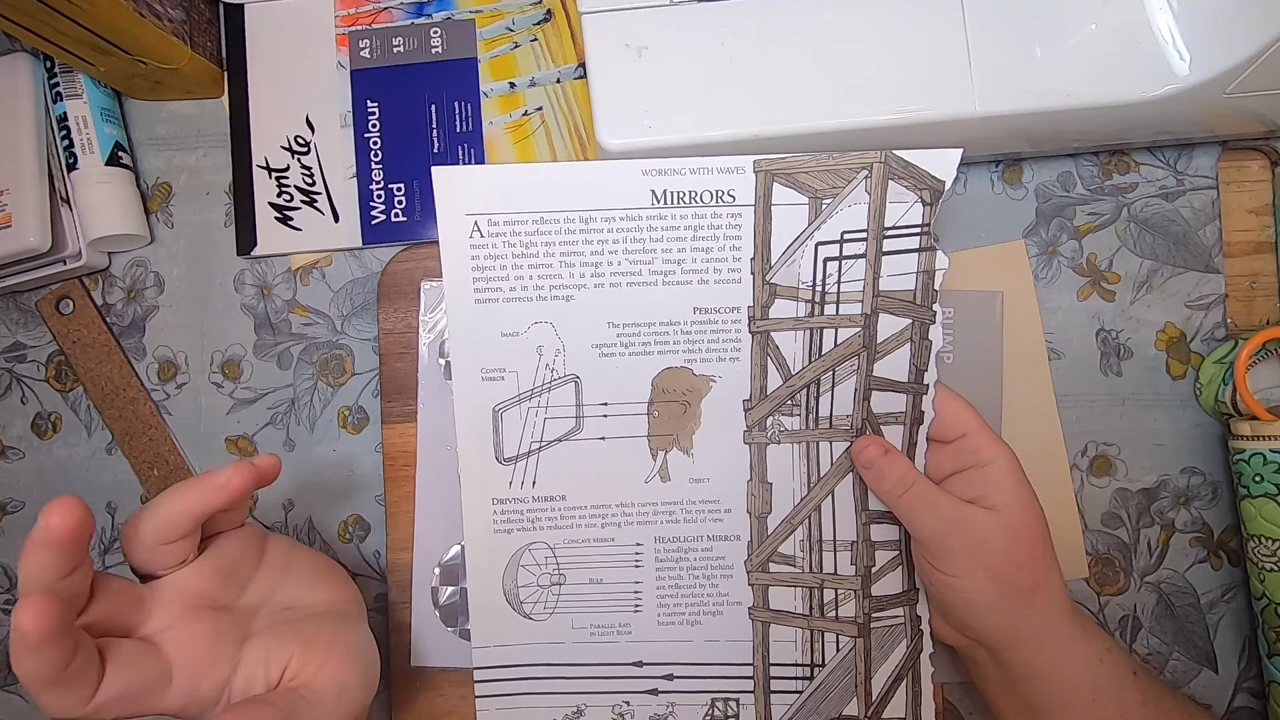 GLUE STIC
Mont
Marte
A5
15
180
Watercolour
Pad
Premium
BUMP
WORKING WITH WAVES
MIRRORS
A flat mirror reflects the light rays which strike it so that the rays
leave the surface of the mirror at exactly the same angle that they
meet it. The light rays enter the eye as if they had come directly from
an object behind the mirror, and we therefore see an image of the
object in the mirror. This image is a "virtual" image: it cannot be
projected on a screen. It is also reversed. Images formed by two
mirrors, as in the periscope, are not reversed because the second
mirror corrects the image.
PERISCOPE
The periscope makes it possible to see
around corners. It has one mirror to
capture light rays from an object and sends
them to another mirror which directs the
rays into the eye.
IMAGE
CONVEX
MIRROR
OBJECT
DRIVING MIRROR
A driving mirror is a convex mirror, which curves toward the viewer.
It reflects light rays from an image so that they diverge. The eye sees an
image which is reduced in size, giving the mirror a wide field of view.
CONCAVE MIRROR
BULB
PARALLEL RAYS
IN LIGHT BEAM
HEADLIGHT MIRROR
In headlights and
flashlights, a concave
mirror is placed behind
the bulb. The light rays
are reflected by the
curved surface so that
they are parallel and form
a narrow and bright
beam of light.